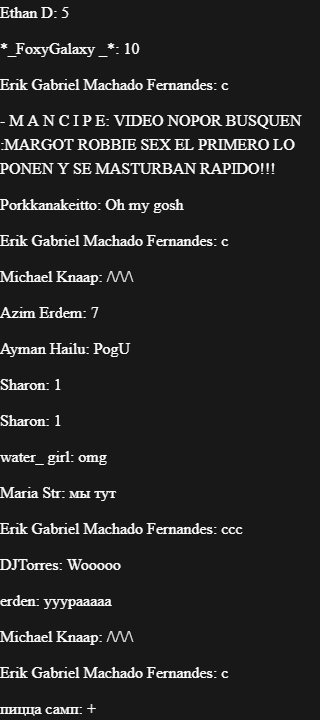 Ethan D: 5
*_FoxyGalaxy _*: 10
Erik Gabriel Machado Fernandes: c
- M A N C I P E: VIDEO NOPOR BUSQUEN
:MARGOT ROBBIE SEX EL PRIMERO LO
PONEN Y SE MASTURBAN RAPIDO!!!
Porkkanakeitto: Oh my gosh
Erik Gabriel Machado Fernandes: c
Michael Knaap: /\/\/\
Azim Erdem: 7
Ayman Hailu: PogU
Sharon: 1
Sharon: 1
water_ girl: omg
Maria Str: мы тут
Erik Gabriel Machado Fernandes: ccc
DJTorres: Wooooo
erden: yyypaaaaa
Michael Knaap: /\/\/\
Erik Gabriel Machado Fernandes: c
пицца самп: +